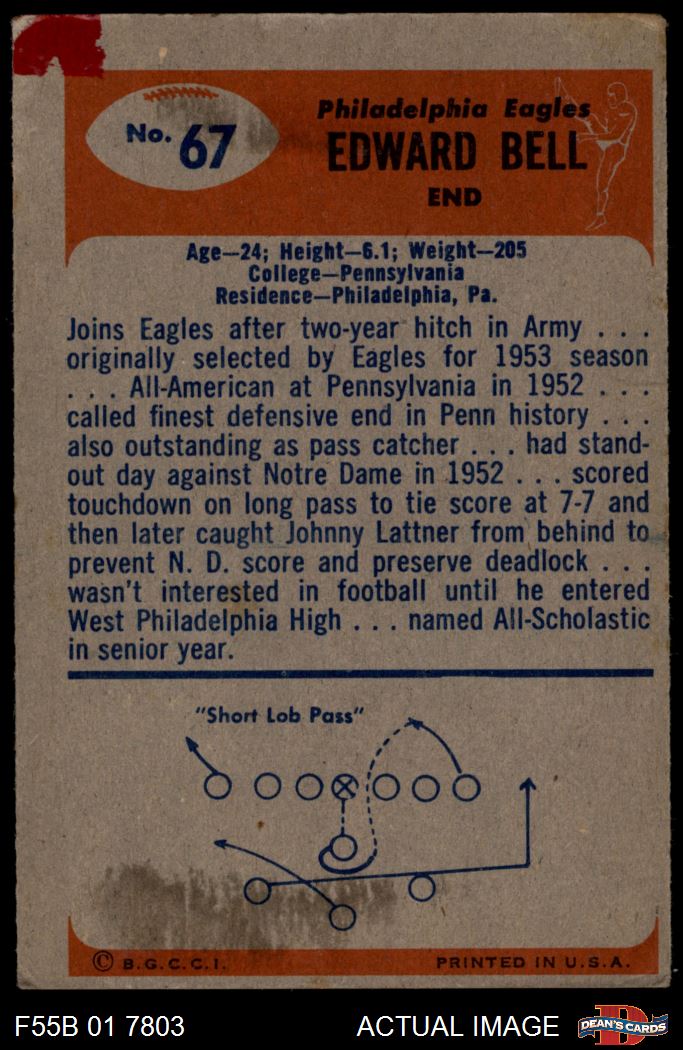 No. 67
Philadelphia Eagles
EDWARD BELL
END
Age—24; Height—6.1; Weight—205
College—Pennsylvania
Residence—Philadelphia, Pa.
Joins Eagles after two-year hitch in Army . . .
originally selected by Eagles for 1953 season
. . . All-American at Pennsylvania in 1952 . . .
called finest defensive end in Penn history . . .
also outstanding as pass catcher . . . had stand-
out day against Notre Dame in 1952 . . . scored
touchdown on long pass to tie score at 7-7 and
then later caught Johnny Lattner from behind to
prevent N. D. score and preserve deadlock . . .
wasn't interested in football until he entered
West Philadelphia High . . . named All-Scholastic
in senior year.
"Short Lob Pass"
© B.G.C.C.I.
PRINTED IN U.S.A.
F55B 01 7803
ACTUAL IMAGE
D
DEAN'S CARDS